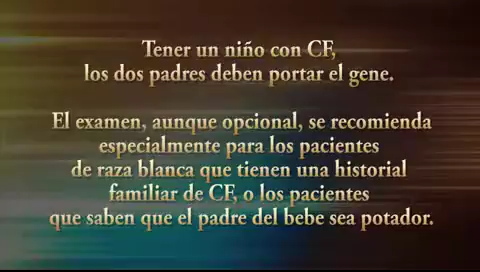 Tener un niño con CF,
los dos padres deben portar el gene.
El examen, aunque opcional, se recomienda
especialmente para los pacientes
de raza blanca que tienen una historial
familiar de CF, o los pacientes
que saben que el padre del bebe sea potador.